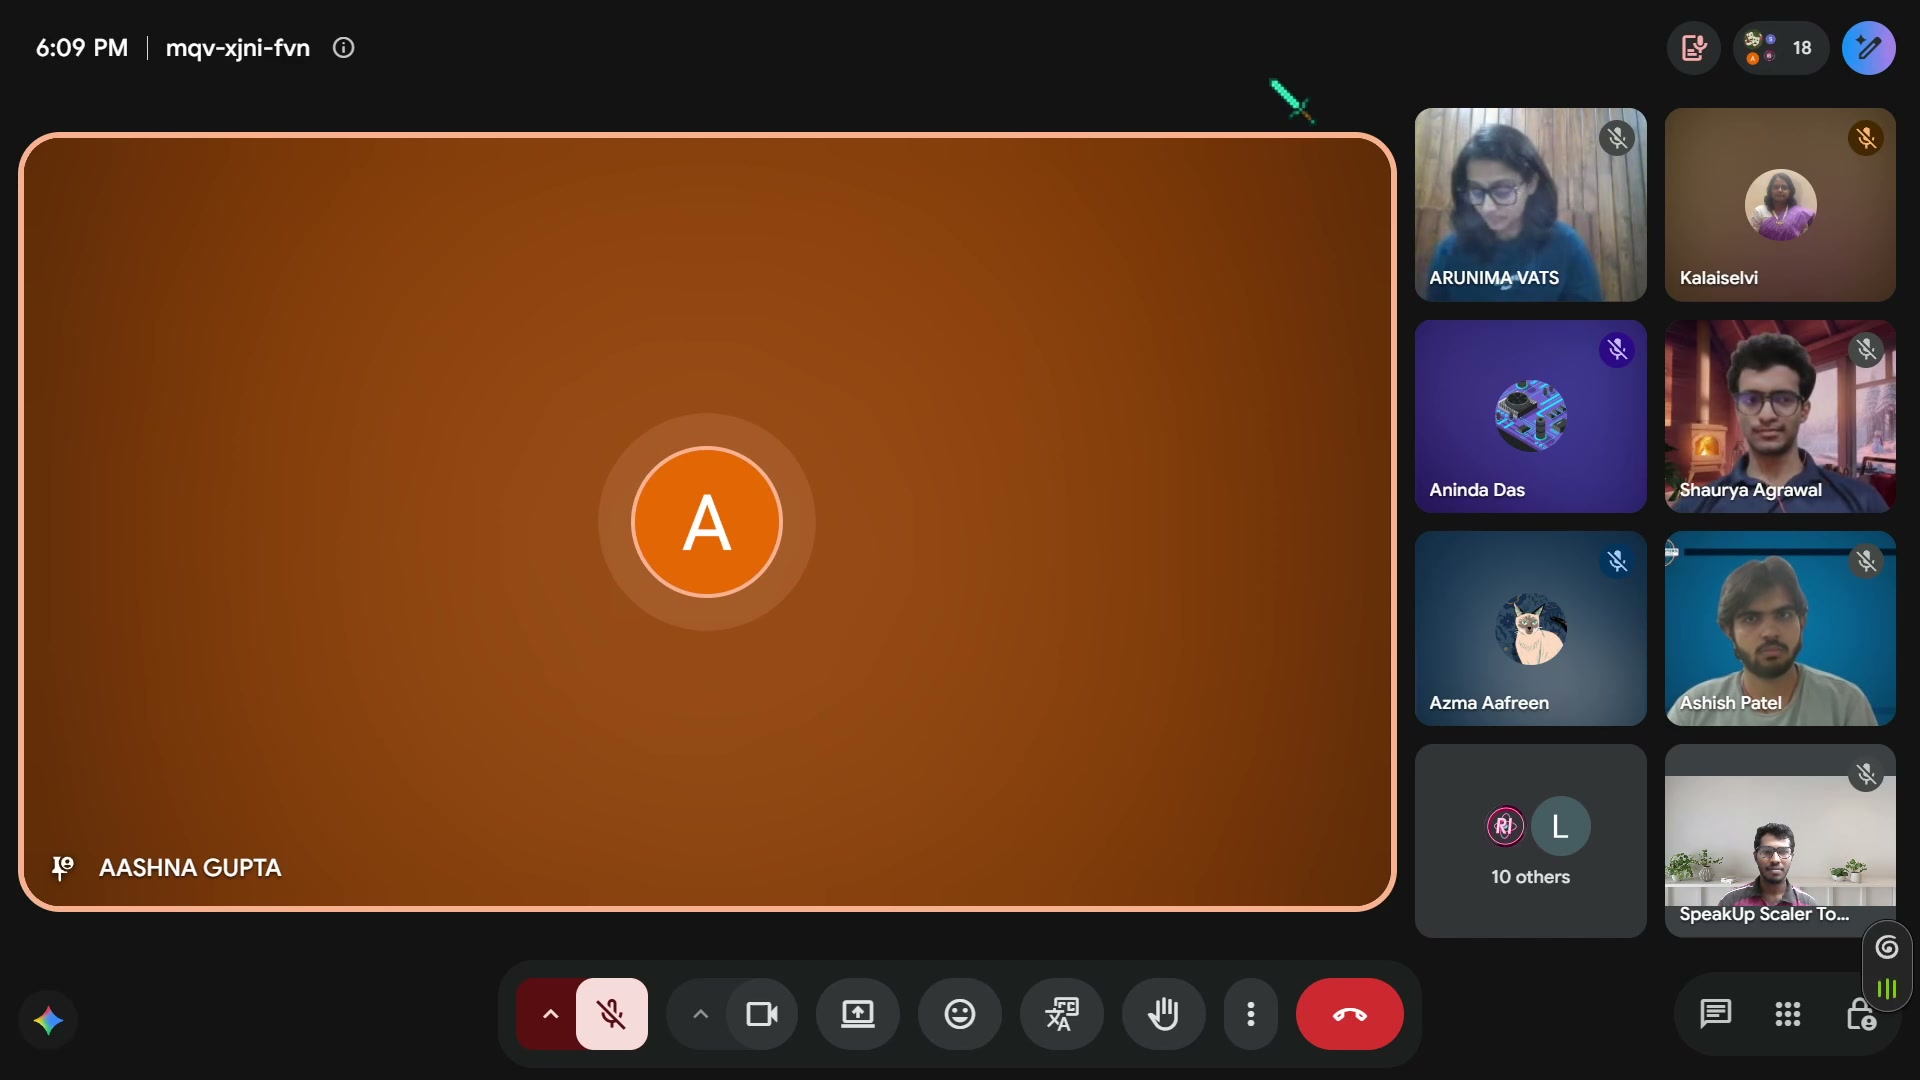 6:09 PM
mqv-xjni-fvn
18
A
AASHNA GUPTA
ARUNIMA VATS
Kalaiselvi
Aninda Das
Shaurya Agrawal
Azma Aafreen
Ashish Patel
RI
L
10 others
SpeakUp Scaler To...